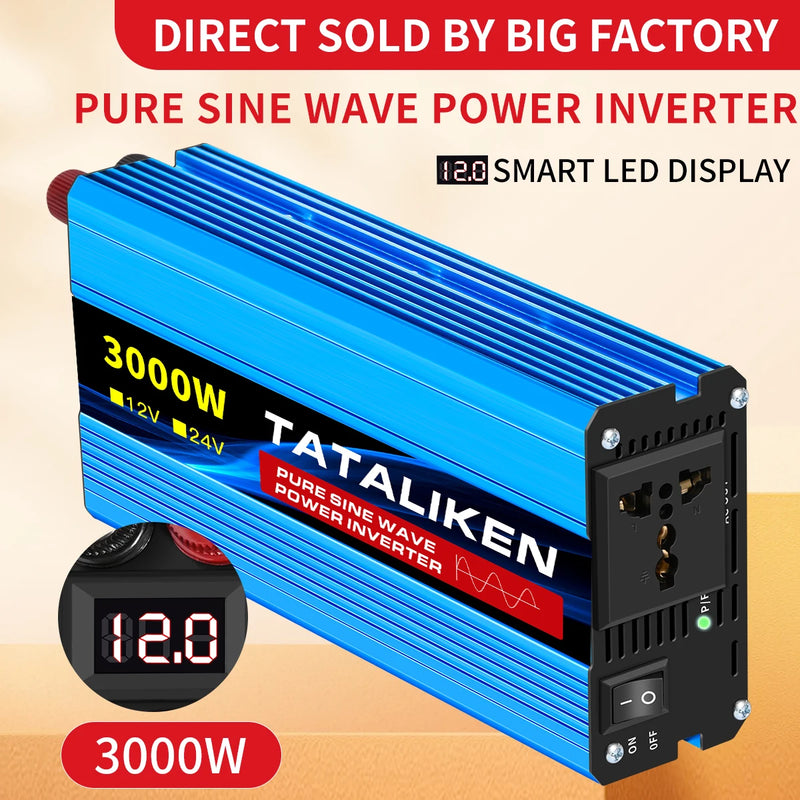 DIRECT SOLD BY BIG FACTORY
PURE SINE WAVE POWER INVERTER
12.0 SMART LED DISPLAY
3000W
12V 24V
TATALIKEN
PURE SINE WAVE
POWER INVERTER
N
P/F
ON
OFF
12.0
3000W